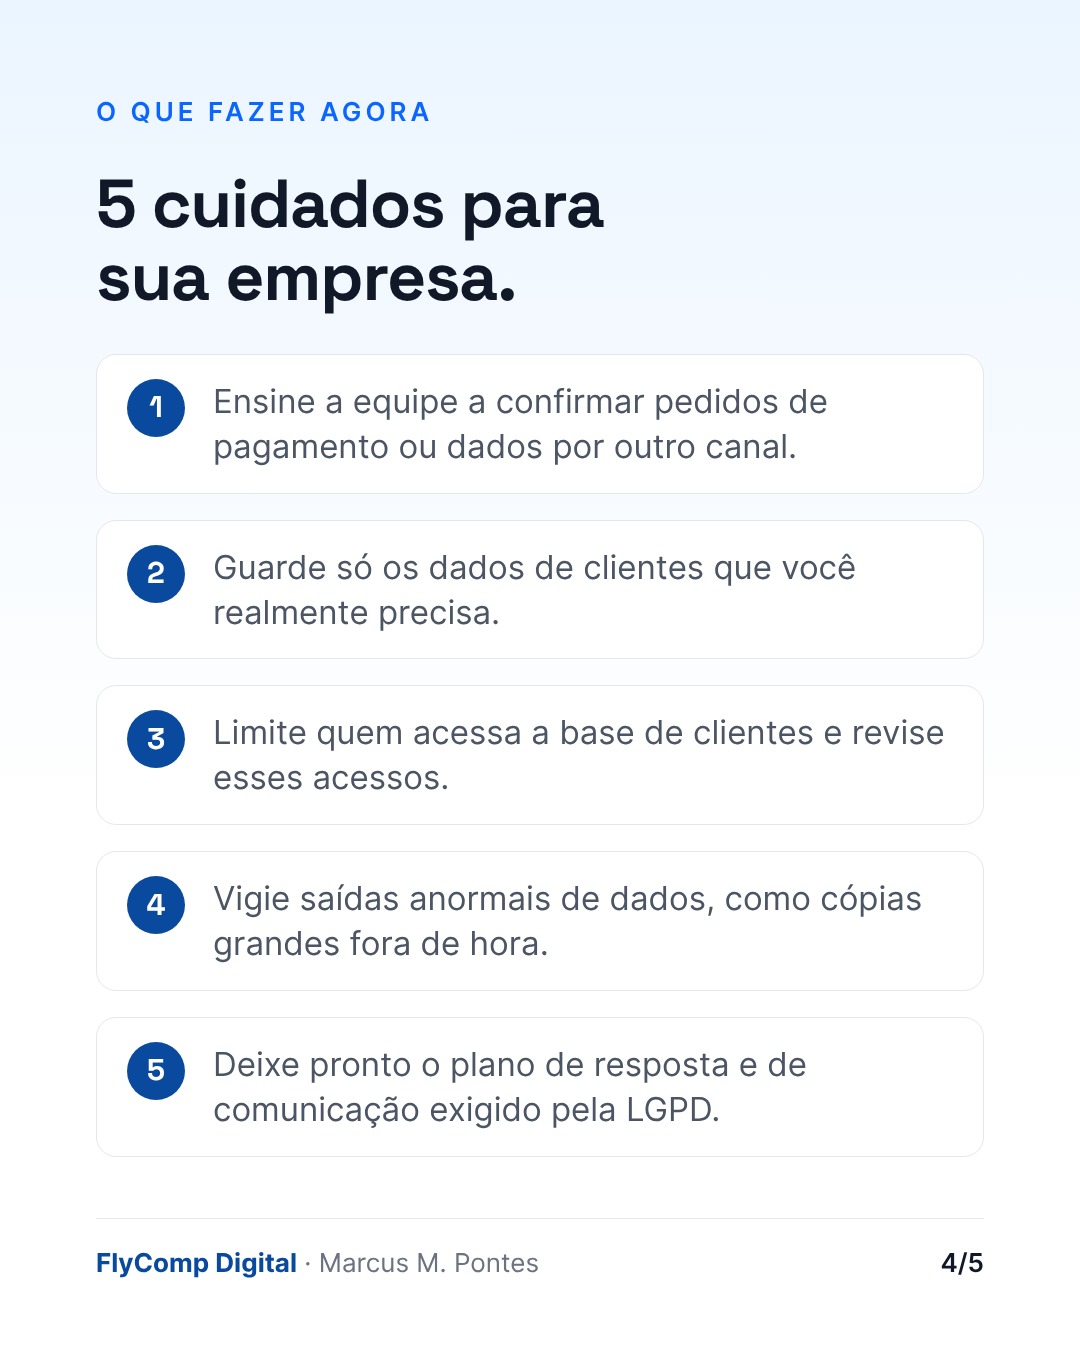 O QUE FAZER AGORA
5 cuidados para
sua empresa.
1 Ensine a equipe a confirmar pedidos de
pagamento ou dados por outro canal.
2 Guarde só os dados de clientes que você
realmente precisa.
3 Limite quem acessa a base de clientes e revise
esses acessos.
4 Vigie saídas anormais de dados, como cópias
grandes fora de hora.
5 Deixe pronto o plano de resposta e de
comunicação exigido pela LGPD.
FlyComp Digital · Marcus M. Pontes 4/5